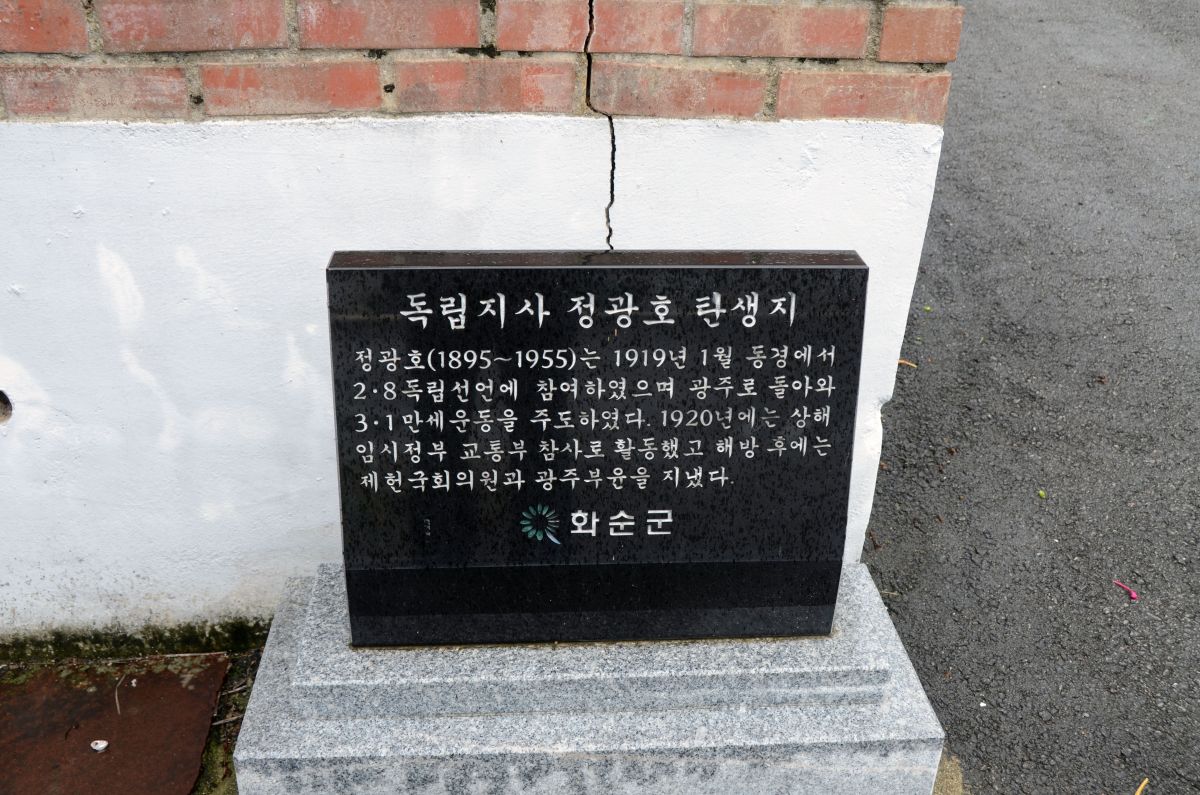 독립지사 정광호 탄생지
정광호(1895~1955)는 1919년 1월 동경에서
2·8독립선언에 참여하였으며 광주로 돌아와
3·1만세운동을 주도하였다. 1920년에는 상해
임시정부 교통부 참사로 활동했고 해방 후에는
제헌국회의원과 광주부윤을 지냈다.
화순군